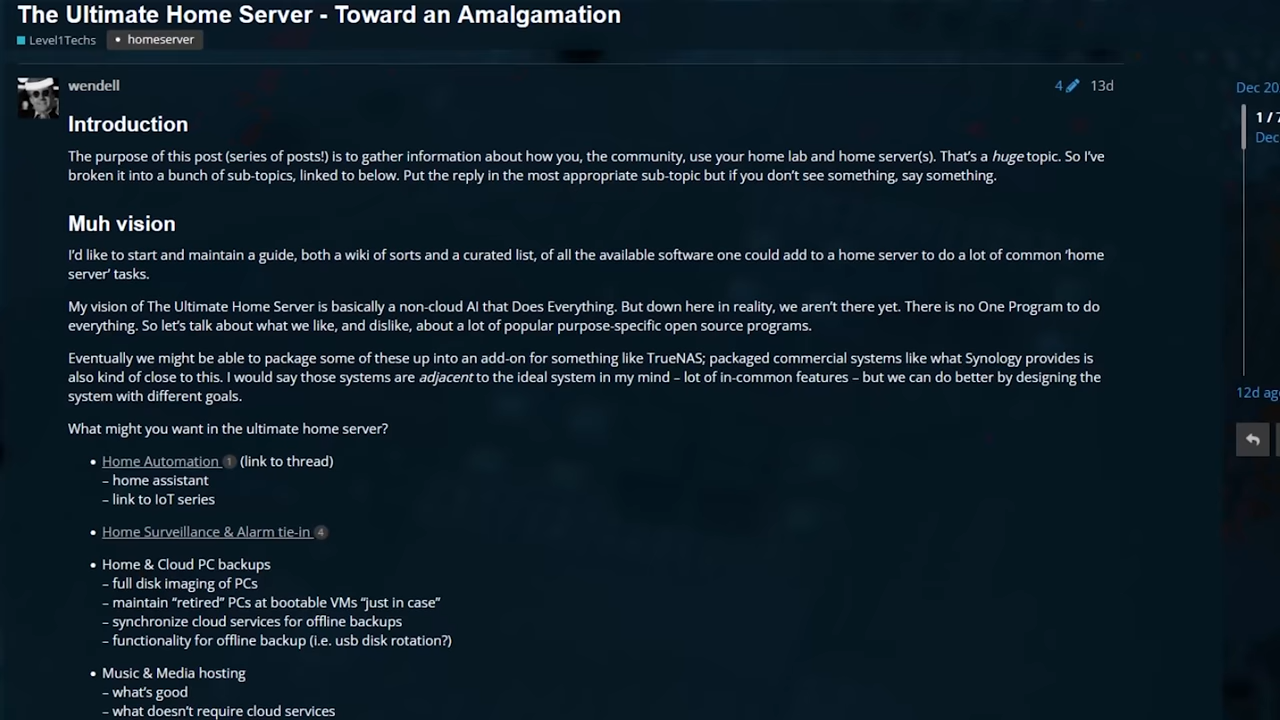 The Ultimate Home Server - Toward an Amalgamation
Level1Techs • homeserver
wendell 4 13d
Dec 20
Introduction
1 / 7
The purpose of this post (series of posts!) is to gather information about how you, the community, use your home lab and home server(s). That's a huge topic. So I've
Dec
broken it into a bunch of sub-topics, linked to below. Put the reply in the most appropriate sub-topic but if you don't see something, say something.
Muh vision
I'd like to start and maintain a guide, both a wiki of sorts and a curated list, of all the available software one could add to a home server to do a lot of common 'home
server' tasks.
My vision of The Ultimate Home Server is basically a non-cloud AI that Does Everything. But down here in reality, we aren't there yet. There is no One Program to do
everything. So let's talk about what we like, and dislike, about a lot of popular purpose-specific open source programs.
Eventually we might be able to package some of these up into an add-on for something like TrueNAS; packaged commercial systems like what Synology provides is
also kind of close to this. I would say those systems are adjacent to the ideal system in my mind – lot of in-common features – but we can do better by designing the
system with different goals.
12d ag
What might you want in the ultimate home server?
• Home Automation 1 (link to thread)
– home assistant
– link to IoT series
• Home Surveillance & Alarm tie-in 4
• Home & Cloud PC backups
– full disk imaging of PCs
– maintain “retired” PCs at bootable VMs “just in case”
– synchronize cloud services for offline backups
– functionality for offline backup (i.e. usb disk rotation?)
• Music & Media hosting
– what's good
– what doesn't require cloud services